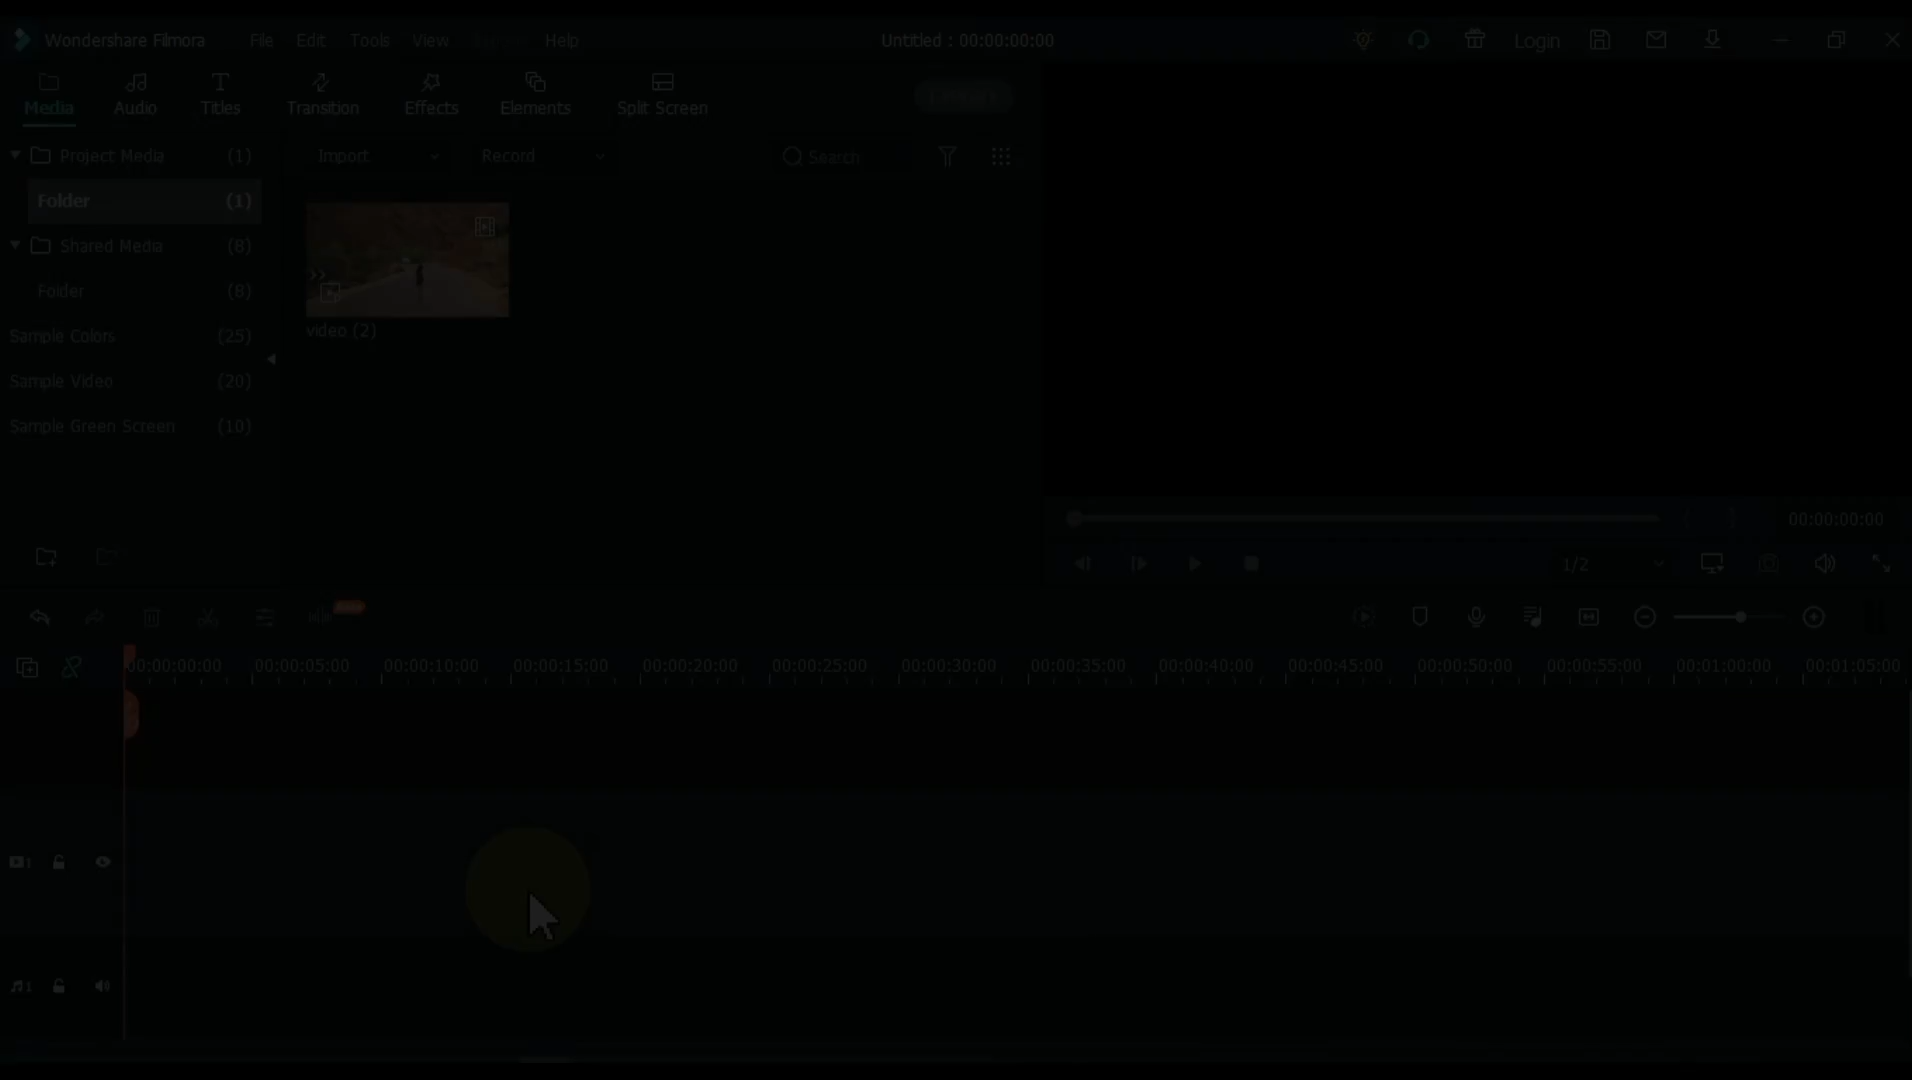 Wondershare Filmora File Edit Tools View Help Untitled : 00:00:00:00 Login
Media Audio Titles Transition Effects Elements Split Screen
Project Media (1) Import Record Search
Folder (1)
Shared Media (8)
Folder (8)
video (2)
Sample Colors (25)
Sample Video (20)
Sample Green Screen (10)
00:00:00:00
1/2
00:00:00:00 00:00:05:00 00:00:10:00 00:00:15:00 00:00:20:00 00:00:25:00 00:00:30:00 00:00:35:00 00:00:40:00 00:00:45:00 00:00:50:00 00:00:55:00 00:01:00:00 00:01:05:00
1
1